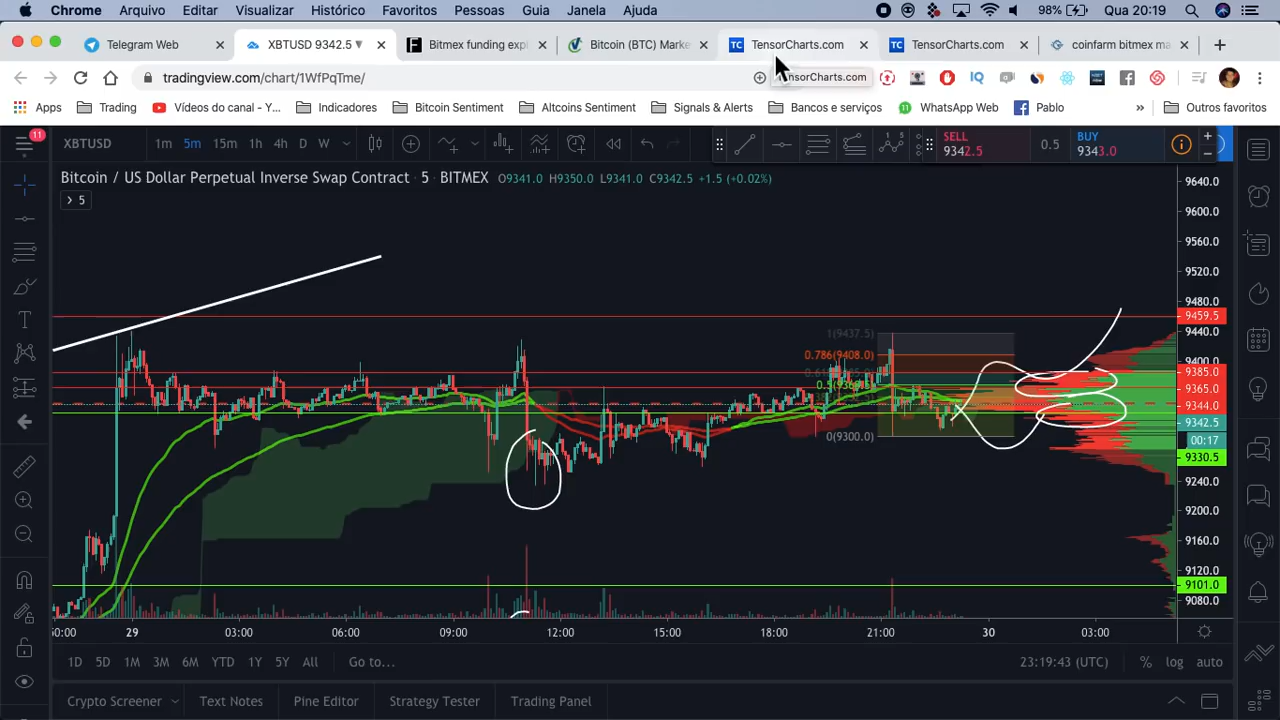 Chrome Arquivo Editar Visualizar Histórico Favoritos Pessoas Guia Janela Ajuda 98% Qua 20:19
Telegram Web XBTUSD 9342.5 Bitmex funding exp Bitcoin (BTC) Marke TensorCharts.com TensorCharts.com coinfarm bitmex ma
tradingview.com/chart/1WfPqTme/ TensorCharts.com
Apps Trading Vídeos do canal - Y Indicadores Bitcoin Sentiment Altcoins Sentiment Signals & Alerts Bancos e serviços WhatsApp Web Pablo » Outros favoritos
11 XBTUSD 1m 5m 15m 1h 4h D W SELL 9342.5 0.5 BUY 9343.0
Bitcoin / US Dollar Perpetual Inverse Swap Contract · 5 · BITMEX O9341.0 H9350.0 L9341.0 C9342.5 +1.5 (+0.02%)
> 5
9640.0
9600.0
9560.0
9520.0
9480.0
9459.5
1(9437.5) 9440.0
0.786(9408.0) 9400.0
9385.0
9365.0
9344.0
9342.5
00:17
0(9300.0)
9330.5
9240.0
9200.0
9160.0
9120.0
9101.0
9080.0
29 03:00 06:00 09:00 12:00 15:00 18:00 21:00 30 03:00
1D 5D 1M 3M 6M YTD 1Y 5Y All Go to... 23:19:43 (UTC) % log auto
Crypto Screener Text Notes Pine Editor Strategy Tester Trading Panel